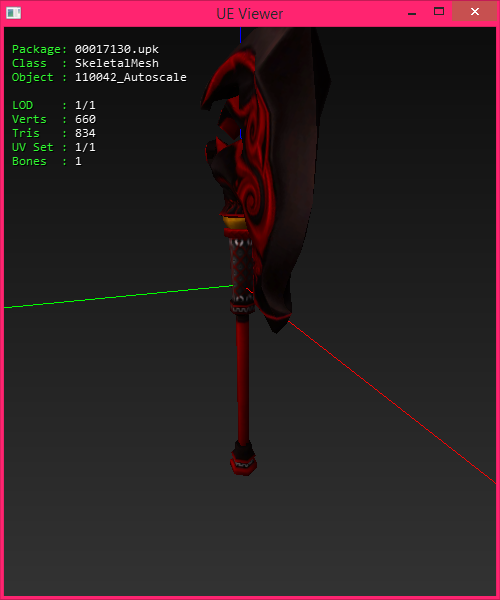 UE Viewer
Package: 00017130.upk
Class  : SkeletalMesh
Object : 110042_Autoscale
LOD    : 1/1
Verts  : 660
Tris   : 834
UV Set : 1/1
Bones  : 1